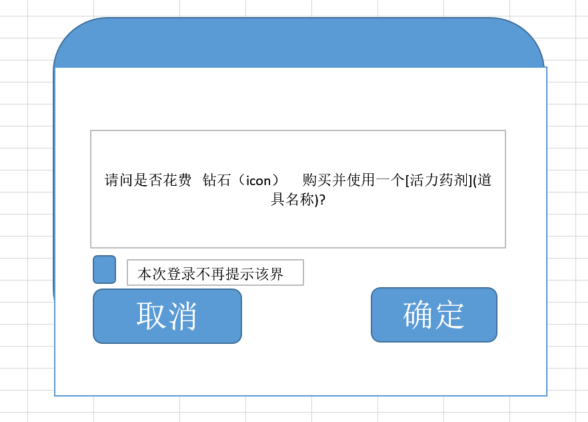 请问是否花费 钻石（icon） 购买并使用一个[活力药剂](道
具名称)?
本次登录不再提示该界
取消
确定